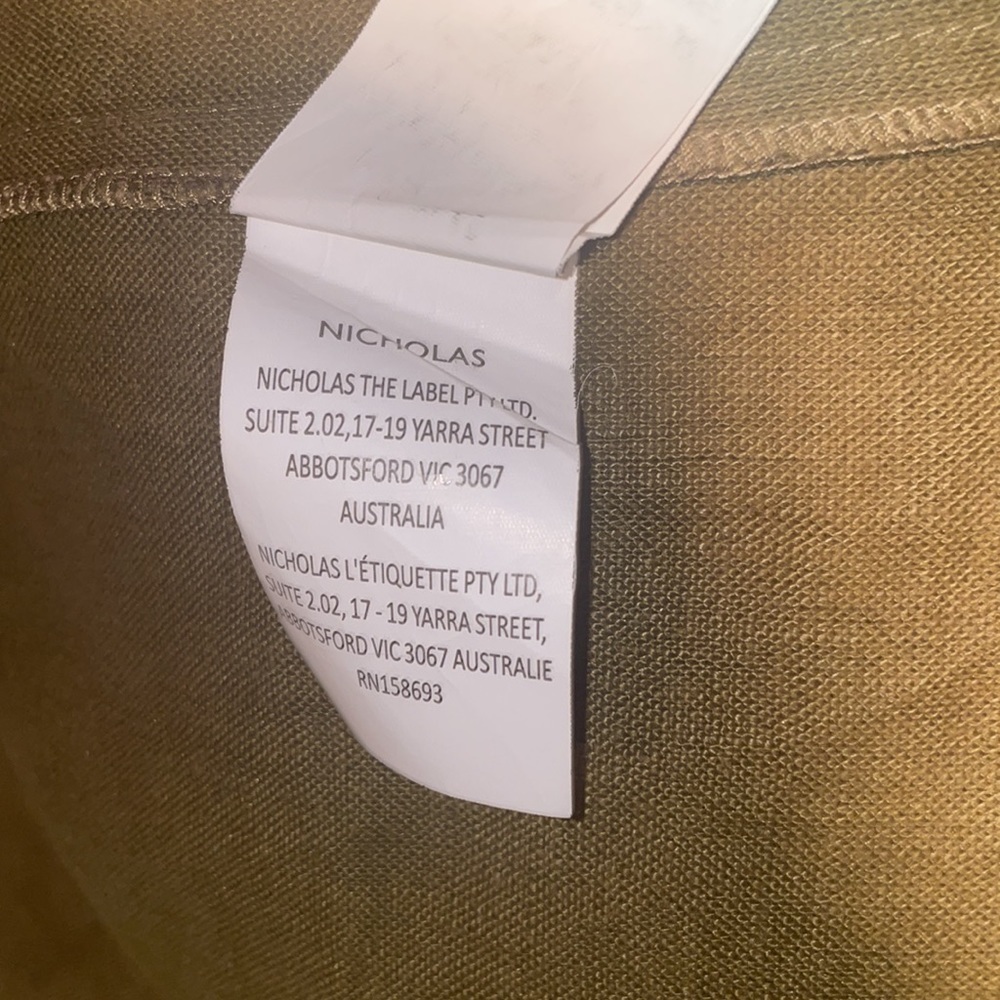 NICHOLAS
NICHOLAS THE LABEL PTY LTD.
SUITE 2.02,17-19 YARRA STREET
ABBOTSFORD VIC 3067
AUSTRALIA
NICHOLAS L'ÉTIQUETTE PTY LTD,
SUITE 2.02, 17 - 19 YARRA STREET,
ABBOTSFORD VIC 3067 AUSTRALIE
RN158693